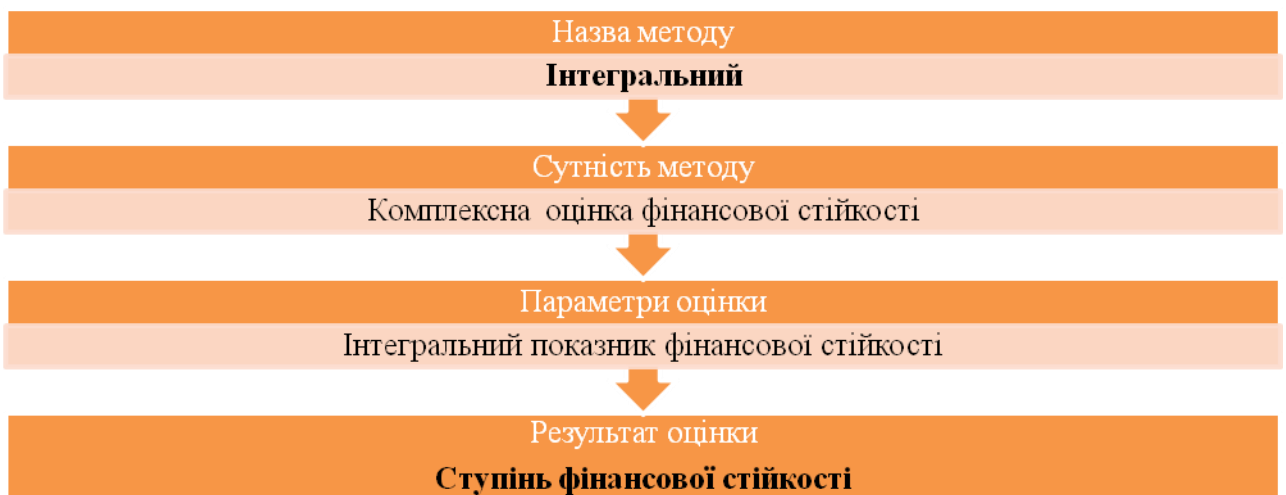 Назва методу
Інтегральний
Сутність методу
Комплексна оцінка фінансової стійкості
Параметри оцінки
Інтегральний показник фінансової стійкості
Результат оцінки
Ступінь фінансової стійкості